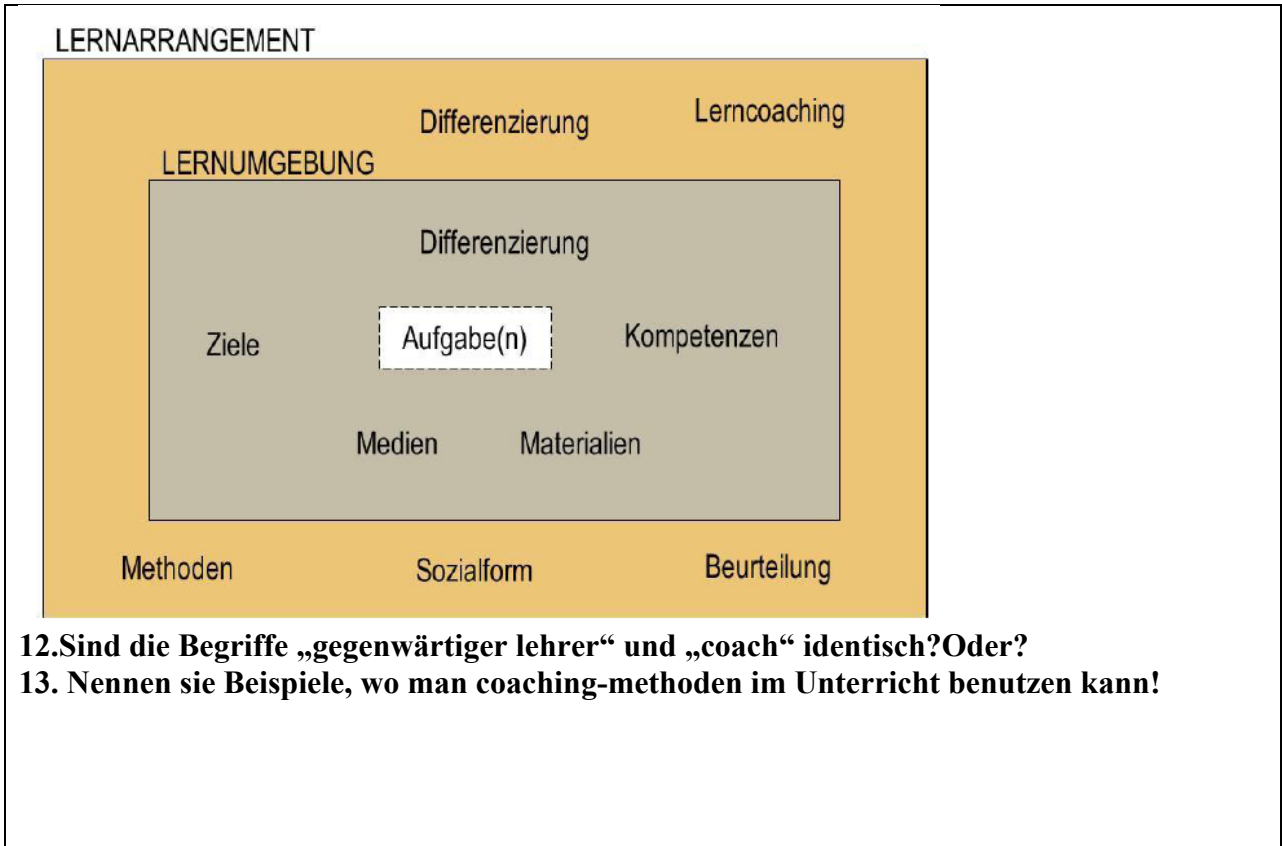 LERNARRANGEMENT
Differenzierung Lerncoaching
LERNUMGEBUNG
Differenzierung
Ziele Aufgabe(n) Kompetenzen
Medien Materialien
Methoden Sozialform Beurteilung
12.Sind die Begriffe „gegenwärtiger lehrer“ und „coach“ identisch?Oder?
13. Nennen sie Beispiele, wo man coaching-methoden im Unterricht benutzen kann!